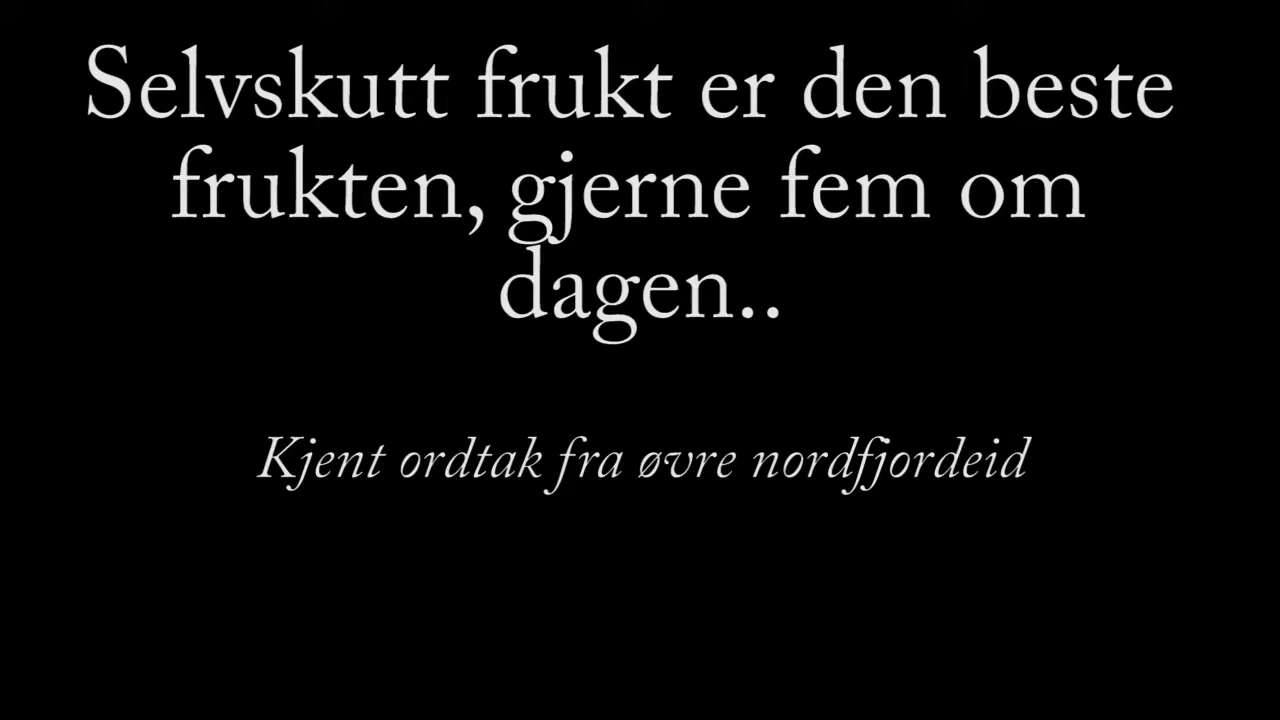 Selvskutt frukt er den beste
frukten, gjerne fem om
dagen..
Kjent ordtak fra øvre nordfjordeid